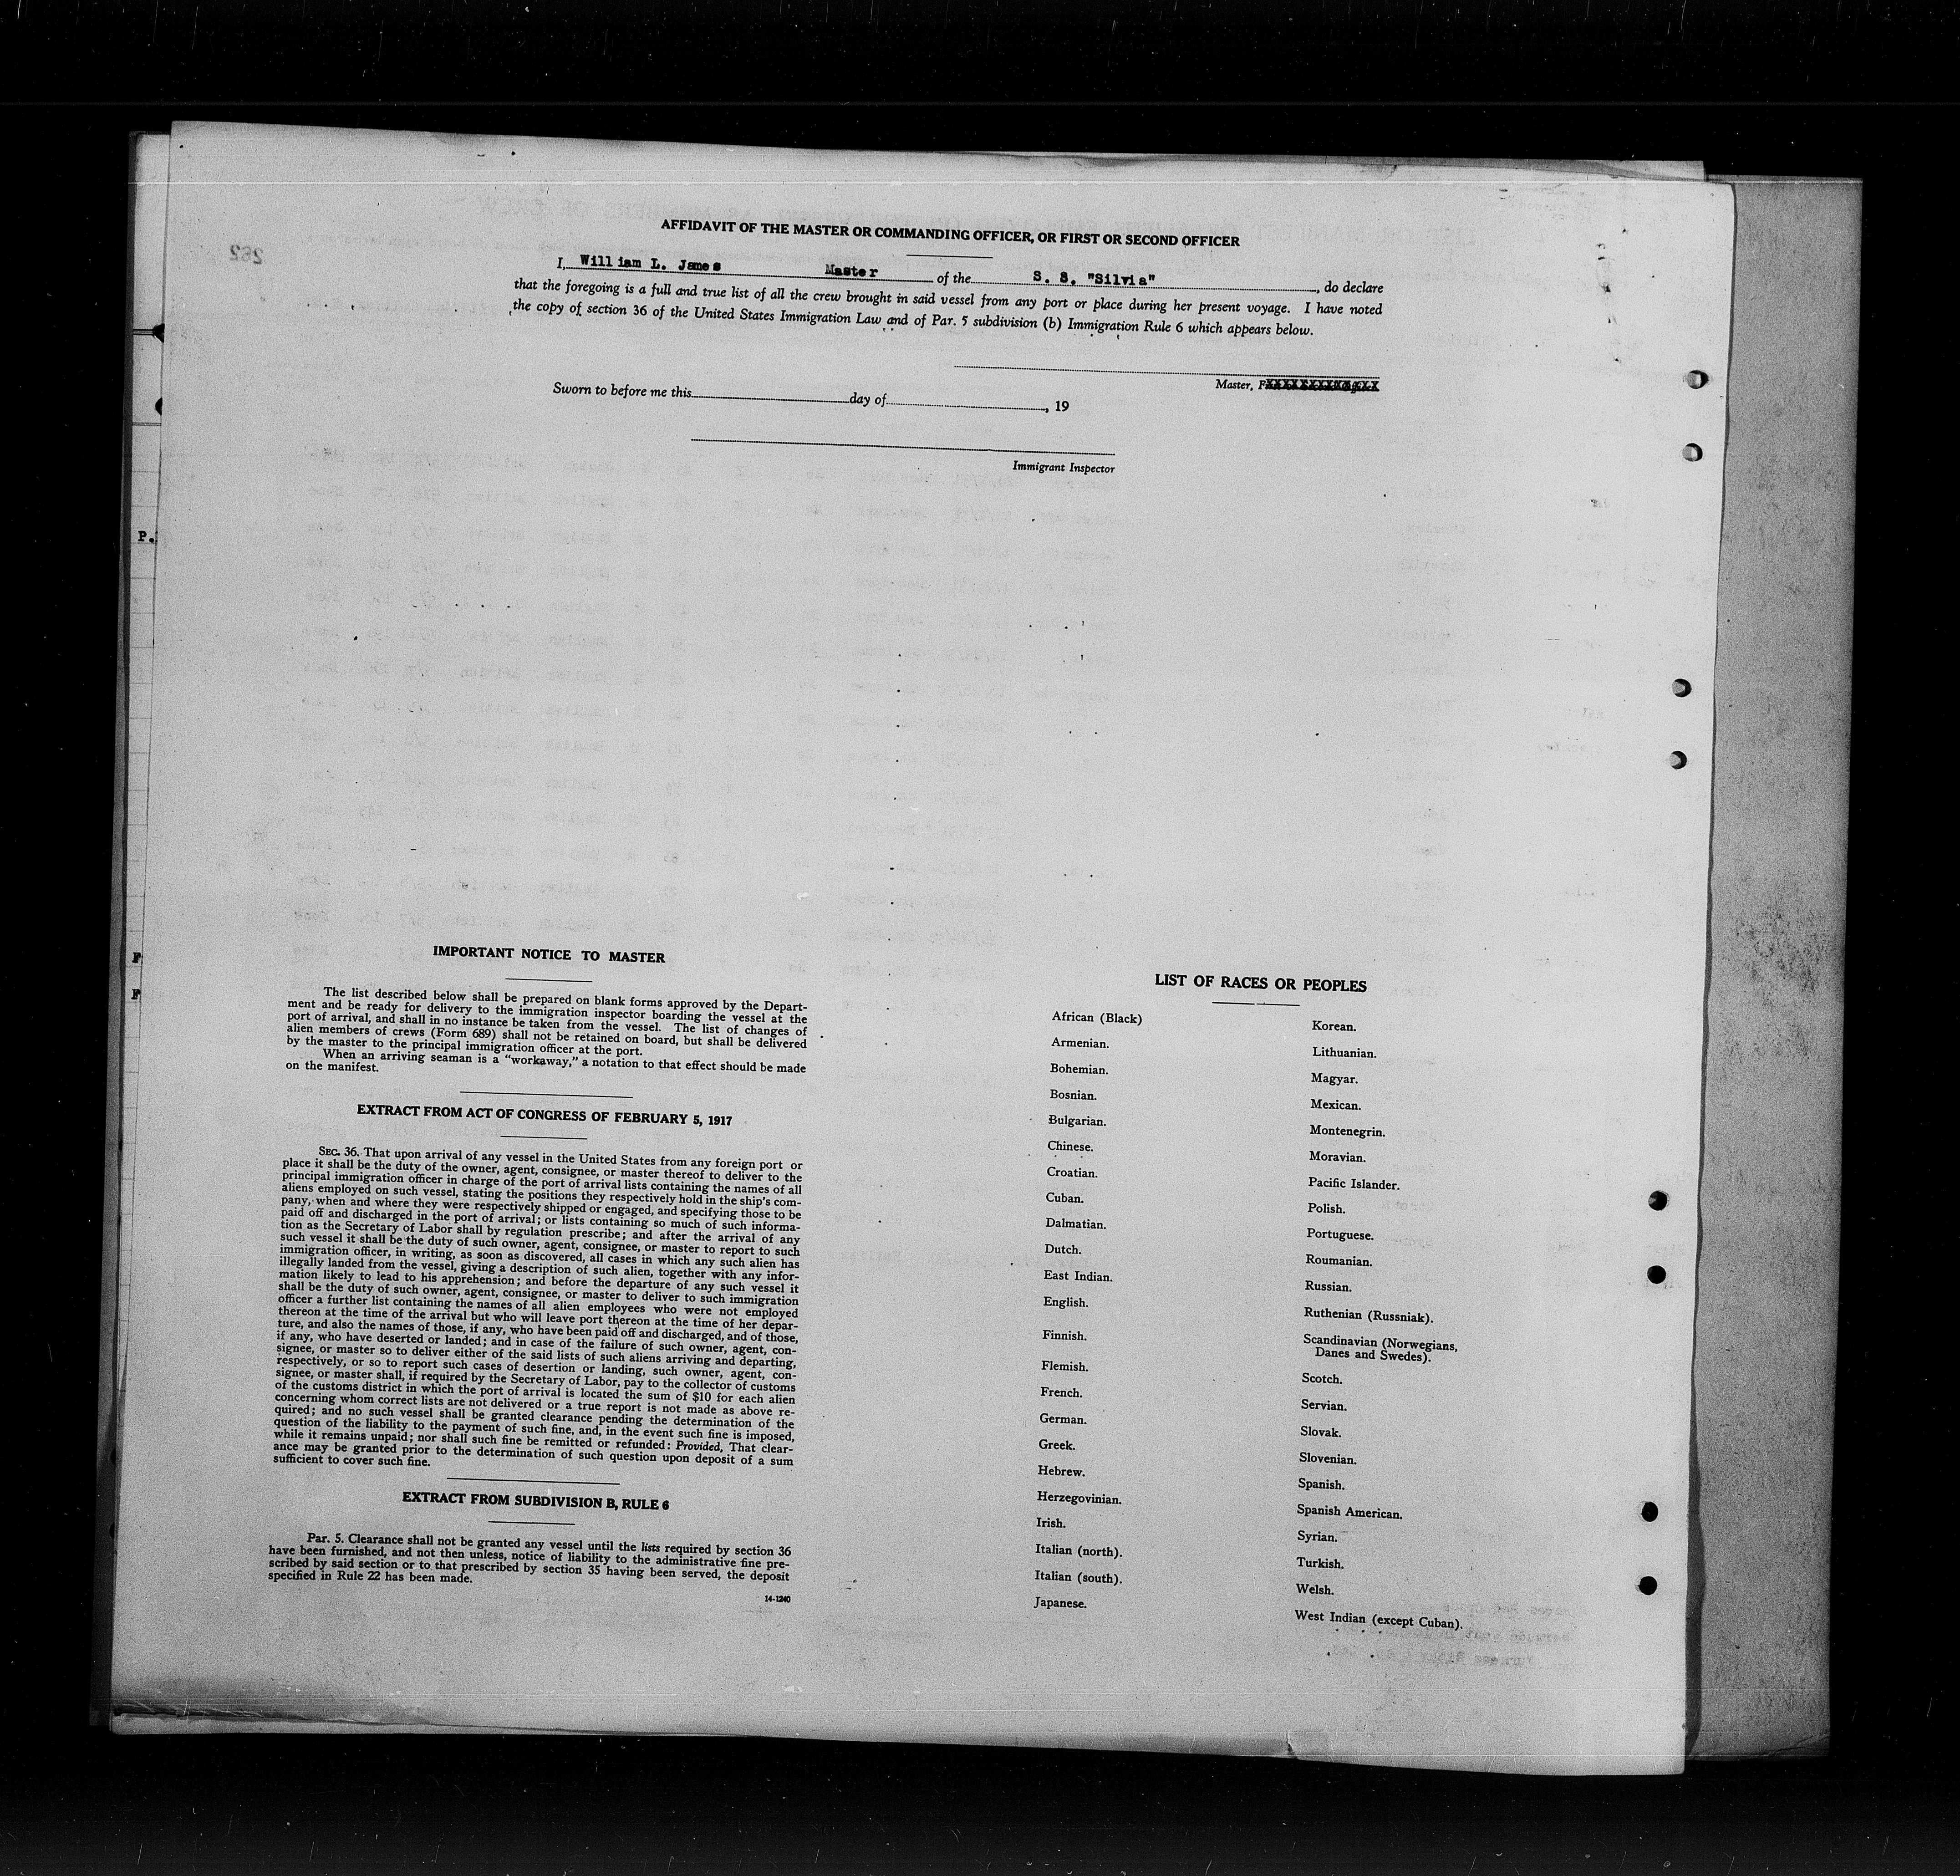 AFFIDAVIT OF THE MASTER OR COMMANDING OFFICER, OR FIRST OR SECOND OFFICER
I, William L. James Master of the S. S. "Silvia", do declare
that the foregoing is a full and true list of all the crew brought in said vessel from any port or place during her present voyage. I have noted
the copy of section 36 of the United States Immigration Law and of Par. 5 subdivision (b) Immigration Rule 6 which appears below.
Master, FXXXXXXXXXXXXXX
Sworn to before me this day of , 19
Immigrant Inspector
262
P.
F
F
IMPORTANT NOTICE TO MASTER
The list described below shall be prepared on blank forms approved by the Depart-
ment and be ready for delivery to the immigration inspector boarding the vessel at the
port of arrival, and shall in no instance be taken from the vessel. The list of changes of
alien members of crews (Form 689) shall not be retained on board, but shall be delivered
by the master to the principal immigration officer at the port.
When an arriving seaman is a "workaway," a notation to that effect should be made
on the manifest.
EXTRACT FROM ACT OF CONGRESS OF FEBRUARY 5, 1917
SEC. 36. That upon arrival of any vessel in the United States from any foreign port or
place it shall be the duty of the owner, agent, consignee, or master thereof to deliver to the
principal immigration officer in charge of the port of arrival lists containing the names of all
aliens employed on such vessel, stating the positions they respectively hold in the ship's com-
pany, when and where they were respectively shipped or engaged, and specifying those to be
paid off and discharged in the port of arrival; or lists containing so much of such informa-
tion as the Secretary of Labor shall by regulation prescribe; and after the arrival of any
such vessel it shall be the duty of such owner, agent, consignee, or master to report to such
immigration officer, in writing, as soon as discovered, all cases in which any such alien has
illegally landed from the vessel, giving a description of such alien, together with any infor-
mation likely to lead to his apprehension; and before the departure of any such vessel it
shall be the duty of such owner, agent, consignee, or master to deliver to such immigration
officer a further list containing the names of all alien employees who were not employed
thereon at the time of the arrival but who will leave port thereon at the time of her depar-
ture, and also the names of those, if any, who have been paid off and discharged, and of those,
if any, who have deserted or landed; and in case of the failure of such owner, agent, con-
signee, or master so to deliver either of the said lists of such aliens arriving and departing,
respectively, or so to report such cases of desertion or landing, such owner, agent, con-
signee, or master shall, if required by the Secretary of Labor, pay to the collector of customs
of the customs district in which the port of arrival is located the sum of $10 for each alien
concerning whom correct lists are not delivered or a true report is not made as above re-
quired; and no such vessel shall be granted clearance pending the determination of the
question of the liability to the payment of such fine, and, in the event such fine is imposed,
while it remains unpaid; nor shall such fine be remitted or refunded: Provided, That clear-
ance may be granted prior to the determination of such question upon deposit of a sum
sufficient to cover such fine.
EXTRACT FROM SUBDIVISION B, RULE 6
Par. 5. Clearance shall not be granted any vessel until the lists required by section 36
have been furnished, and not then unless, notice of liability to the administrative fine pre-
scribed by said section or to that prescribed by section 35 having been served, the deposit
specified in Rule 22 has been made.
14-1240
LIST OF RACES OR PEOPLES
African (Black)
Armenian.
Bohemian.
Bosnian.
Bulgarian.
Chinese.
Croatian.
Cuban.
Dalmatian.
Dutch.
East Indian.
English.
Finnish.
Flemish.
French.
German.
Greek.
Hebrew.
Herzegovinian.
Irish.
Italian (north).
Italian (south).
Japanese.
Korean.
Lithuanian.
Magyar.
Mexican.
Montenegrin.
Moravian.
Pacific Islander.
Polish.
Portuguese.
Roumanian.
Russian.
Ruthenian (Russniak).
Scandinavian (Norwegians,
Danes and Swedes).
Scotch.
Servian.
Slovak.
Slovenian.
Spanish.
Spanish American.
Syrian.
Turkish.
Welsh.
West Indian (except Cuban).